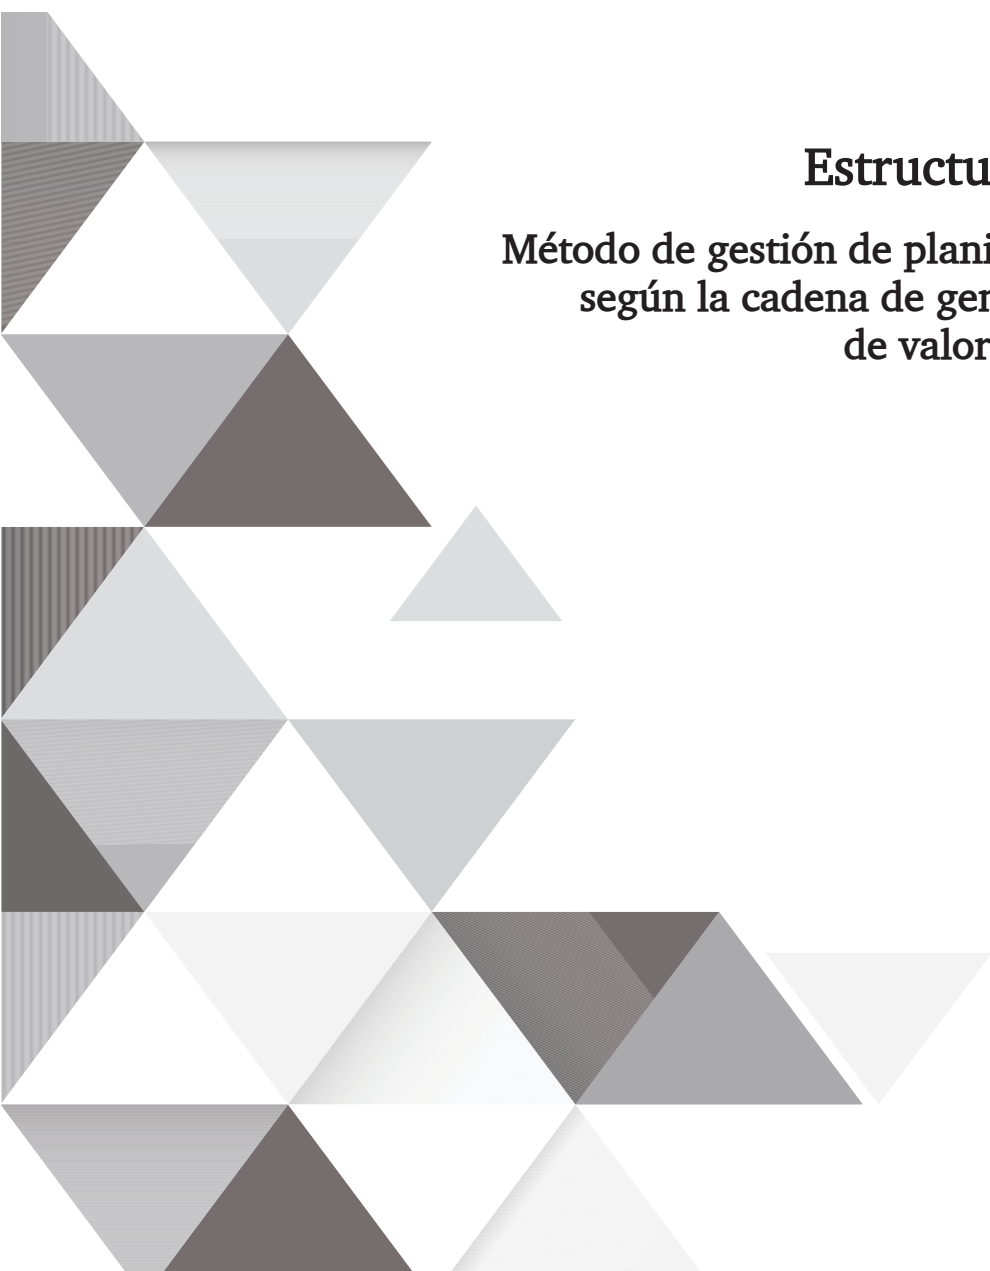 Estructu
Método de gestión de plani
según la cadena de gen
de valor